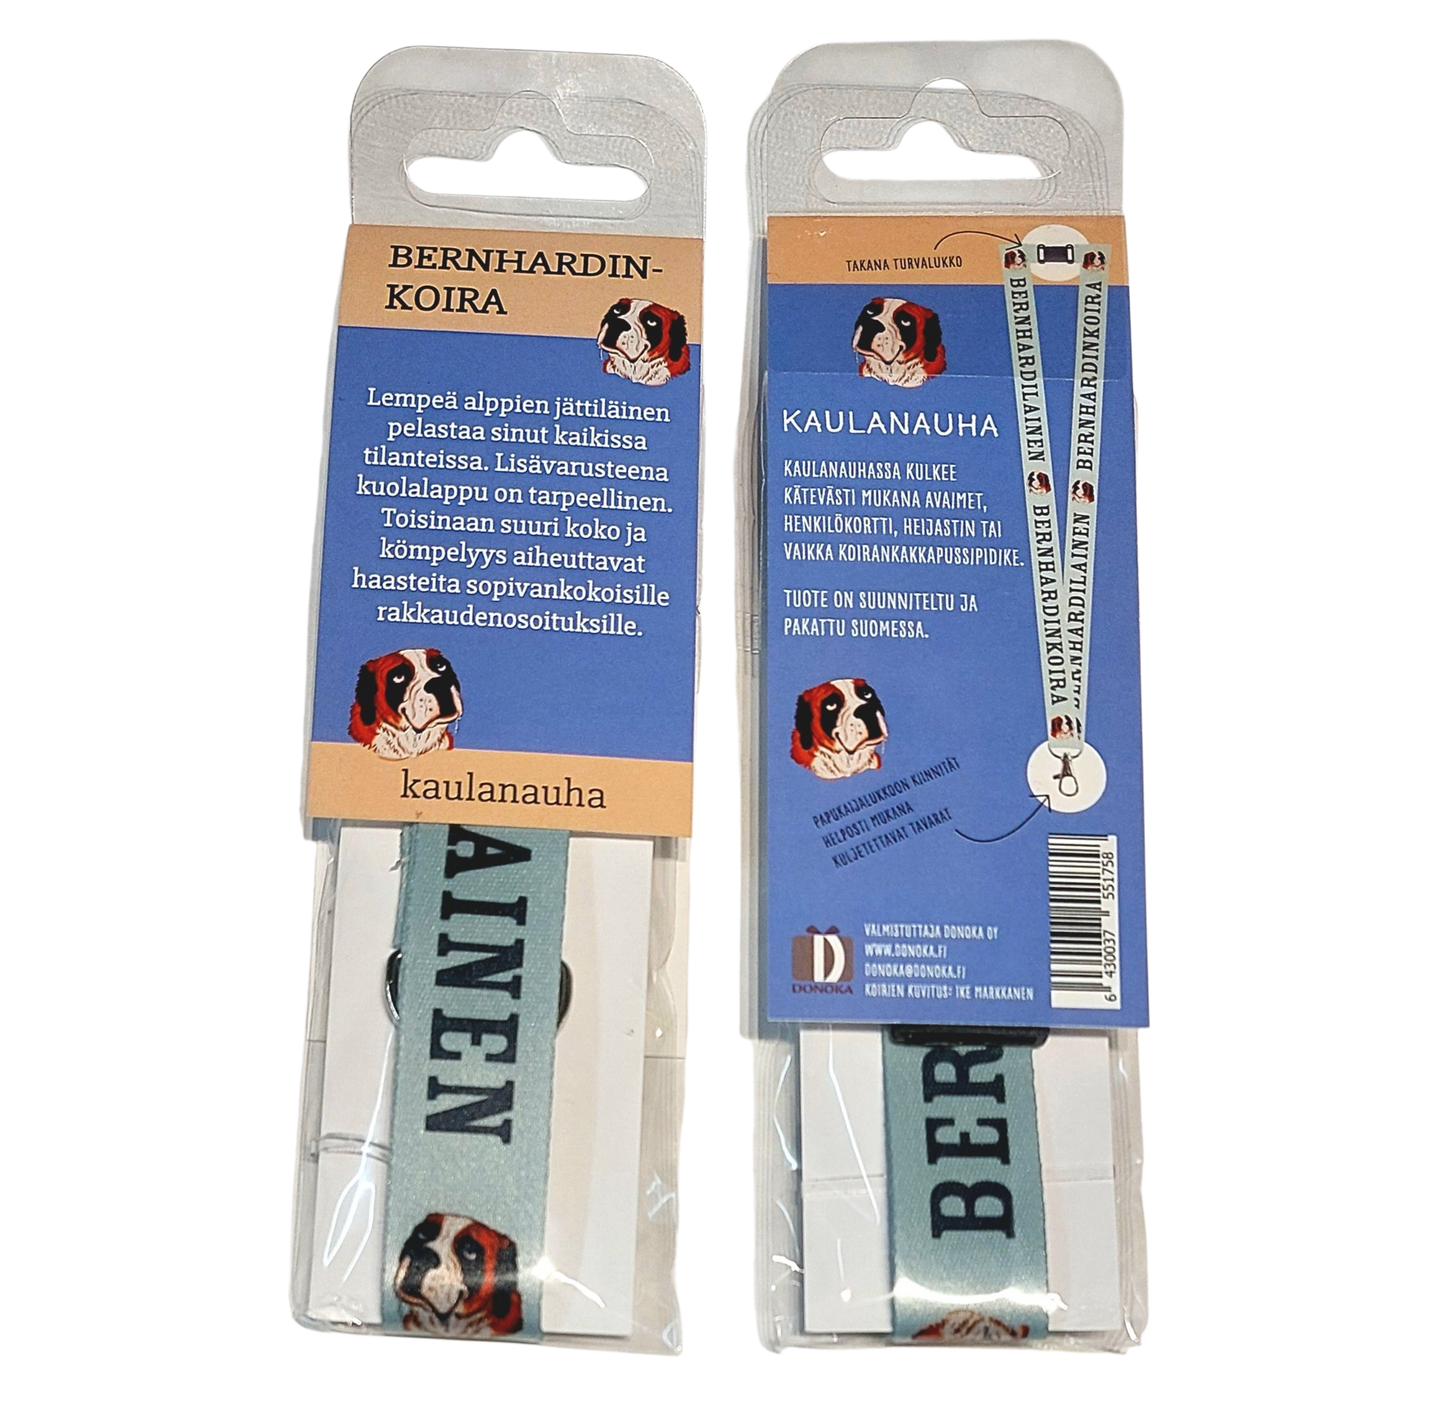 BERNHARDIN-
KOIRA
Lempeä alppien jättiläinen
pelastaa sinut kaikissa
tilanteissa. Lisävarusteena
kuolalappu on tarpeellinen.
Toisinaan suuri koko ja
kömpelyys aiheuttavat
haasteita sopivankokoisille
rakkaudenosoituksille.
kaulanauha
AINEN
TAKANA TURVALUKKO
BERNHARDILAINEN
BERNHARDINKOIRA
BERNHARDINKOIRA
BERNHARDILAINEN
KAULANAUHA
KAULANAUHASSA KULKEE
KÄTEVÄSTI MUKANA AVAIMET,
HENKILÖKORTTI, HEIJASTIN TAI
VAIKKA KOIRANKAKKAPUSSIPIDIKE.
TUOTE ON SUUNNITELTU JA
PAKATTU SUOMESSA.
PAPUKAIJALUKKOON KIINNITÄT
HELPOSTI MUKANA
KULJETETTAVAT TAVARAT
D
DONOKA
VALMISTUTTAJA DONOKA OY
WWW.DONOKA.FI
DONOKA@DONOKA.FI
KOIRIEN KUVITUS: IKE MARKKANEN
6 430037 551758
BER